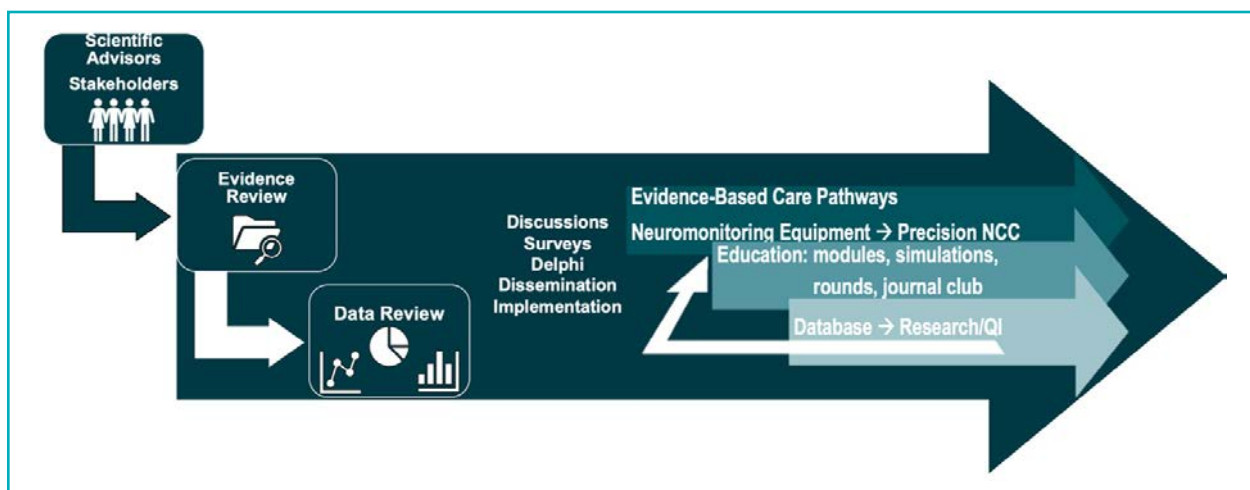 Scientific
Advisors
Stakeholders
Evidence
Review
Data Review
Discussions
Surveys
Delphi
Dissemination
Implementation
Evidence-Based Care Pathways
Neuromonitoring Equipment → Precision NCC
Education: modules, simulations,
rounds, journal club
Database → Research/QI